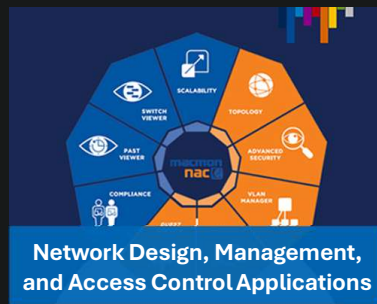 SCALABILITY
SWITCH
VIEWER
TOPOLOGY
PAST
VIEWER
ADVANCED
SECURITY
macmon
nac
COMPLIANCE
VLAN
MANAGER
Network Design, Management,
and Access Control Applications